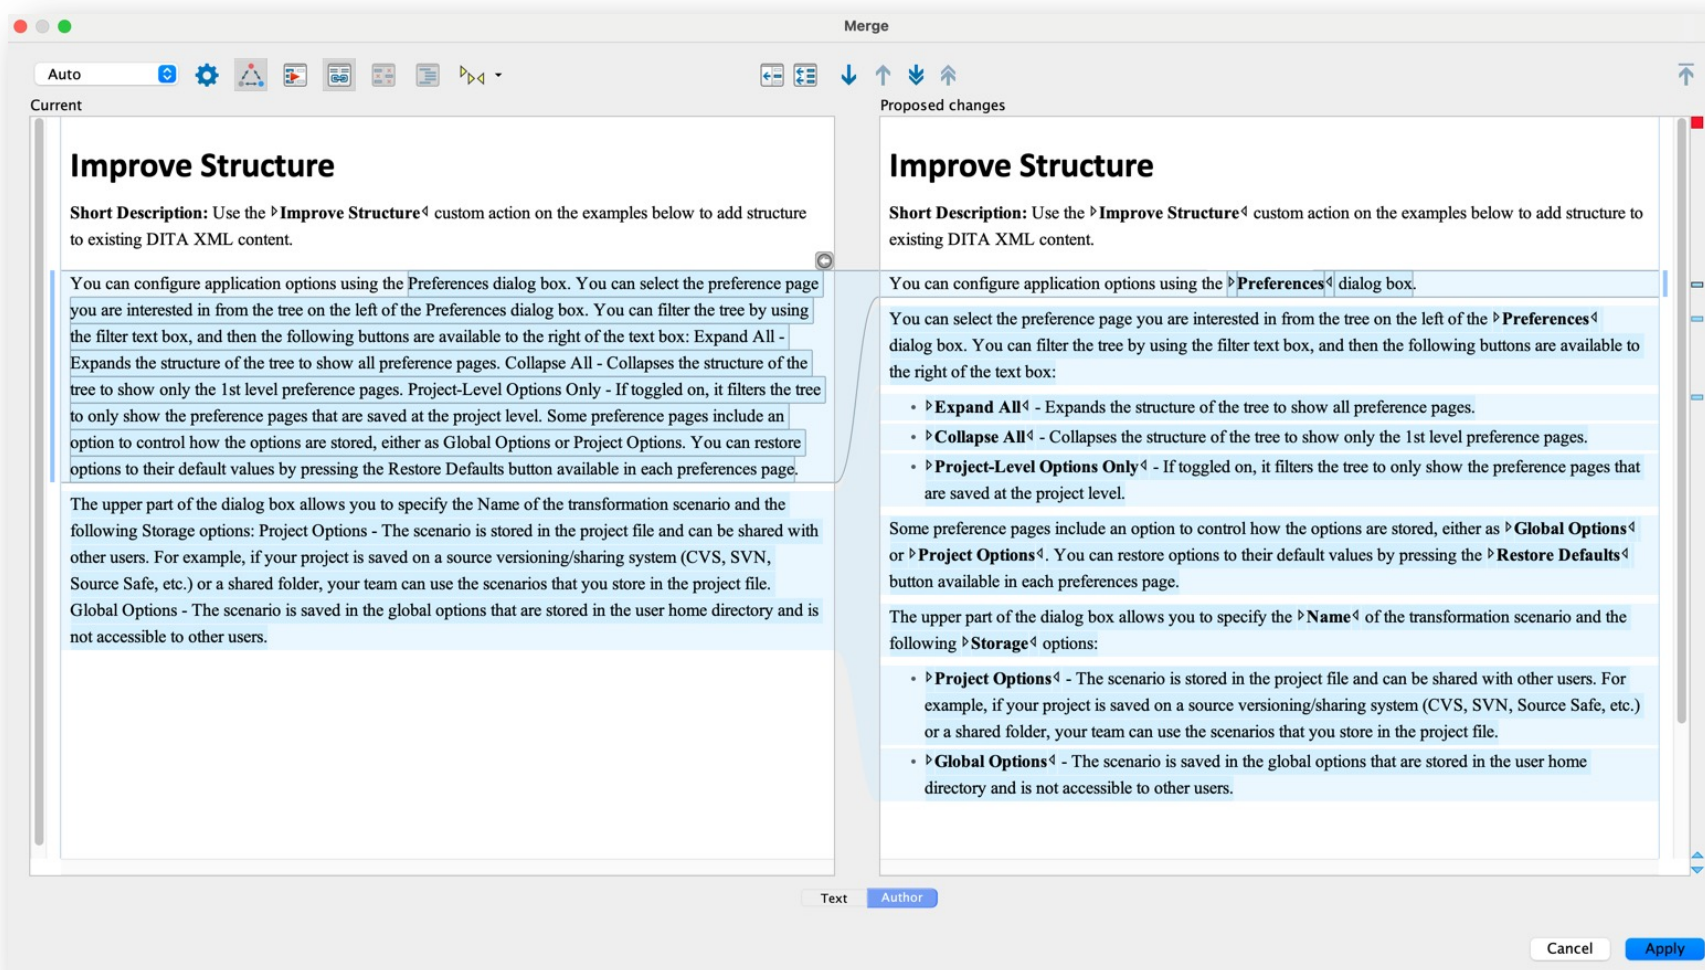 Merge
Auto
Current
Proposed changes
Improve Structure
Short Description: Use the Improve Structure custom action on the examples below to add structure
to existing DITA XML content.
You can configure application options using the Preferences dialog box. You can select the preference page
you are interested in from the tree on the left of the Preferences dialog box. You can filter the tree by using
the filter text box, and then the following buttons are available to the right of the text box: Expand All -
Expands the structure of the tree to show all preference pages. Collapse All - Collapses the structure of the
tree to show only the 1st level preference pages. Project-Level Options Only - If toggled on, it filters the tree
to only show the preference pages that are saved at the project level. Some preference pages include an
option to control how the options are stored, either as Global Options or Project Options. You can restore
options to their default values by pressing the Restore Defaults button available in each preferences page.
The upper part of the dialog box allows you to specify the Name of the transformation scenario and the
following Storage options: Project Options - The scenario is stored in the project file and can be shared with
other users. For example, if your project is saved on a source versioning/sharing system (CVS, SVN,
Source Safe, etc.) or a shared folder, your team can use the scenarios that you store in the project file.
Global Options - The scenario is saved in the global options that are stored in the user home directory and is
not accessible to other users.
Improve Structure
Short Description: Use the Improve Structure custom action on the examples below to add structure to
existing DITA XML content.
You can configure application options using the Preferences dialog box.
You can select the preference page you are interested in from the tree on the left of the Preferences
dialog box. You can filter the tree by using the filter text box, and then the following buttons are available to
the right of the text box:
• Expand All - Expands the structure of the tree to show all preference pages.
• Collapse All - Collapses the structure of the tree to show only the 1st level preference pages.
• Project-Level Options Only - If toggled on, it filters the tree to only show the preference pages that
are saved at the project level.
Some preference pages include an option to control how the options are stored, either as Global Options
or Project Options. You can restore options to their default values by pressing the Restore Defaults
button available in each preferences page.
The upper part of the dialog box allows you to specify the Name of the transformation scenario and the
following Storage options:
• Project Options - The scenario is stored in the project file and can be shared with other users. For
example, if your project is saved on a source versioning/sharing system (CVS, SVN, Source Safe, etc.)
or a shared folder, your team can use the scenarios that you store in the project file.
• Global Options - The scenario is saved in the global options that are stored in the user home
directory and is not accessible to other users.
Text
Author
Cancel
Apply